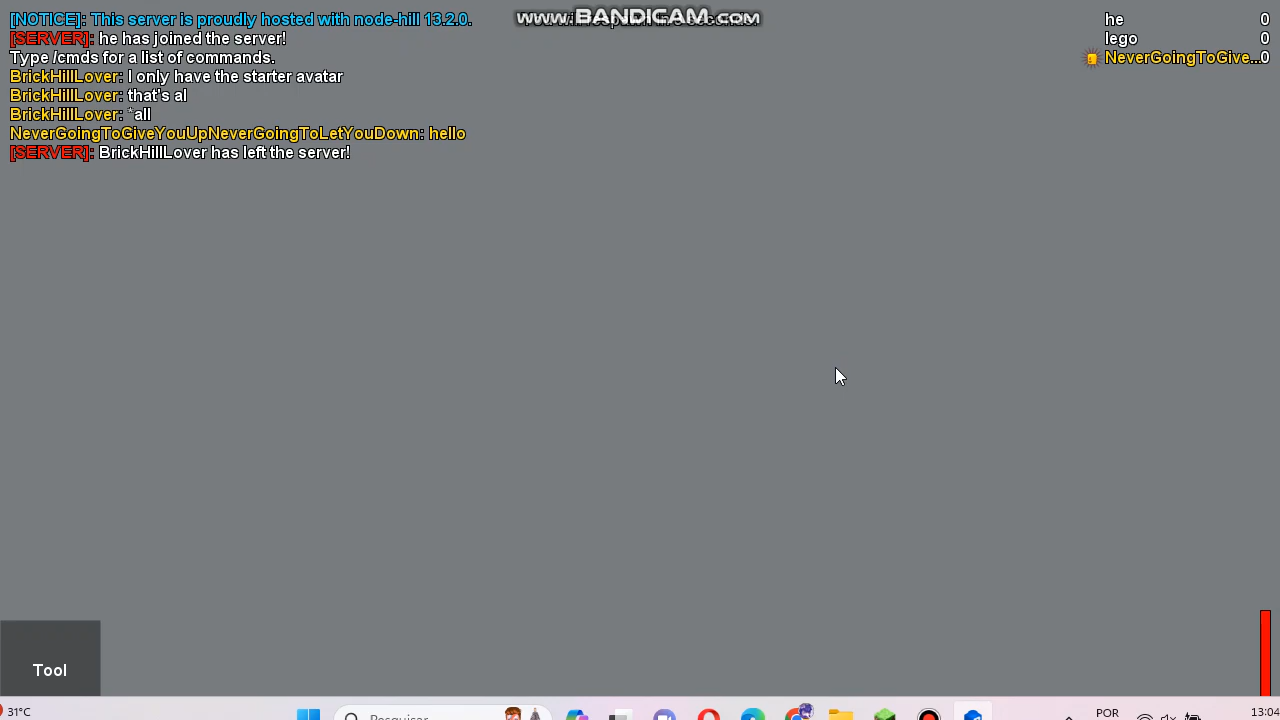 [NOTICE]: This server is proudly hosted with node-hill 13.2.0.
[SERVER]: he has joined the server!
Type /cmds for a list of commands.
BrickHillLover: I only have the starter avatar
BrickHillLover: that's al
BrickHillLover: *all
NeverGoingToGiveYouUpNeverGoingToLetYouDown: hello
[SERVER]: BrickHillLover has left the server!
www.BANDICAM.com
he 0
lego 0
NeverGoingToGive...0
Tool
31°C
Pesquisar
POR
13:04